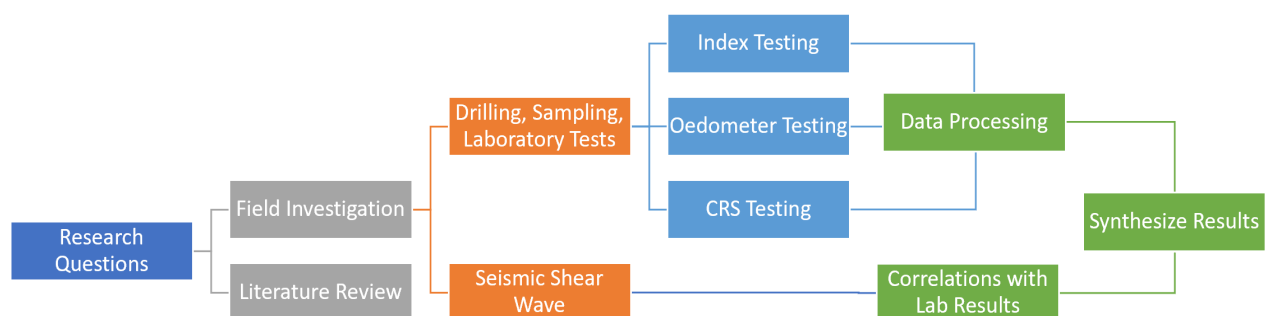 Research
Questions
Field Investigation
Literature Review
Drilling, Sampling,
Laboratory Tests
Seismic Shear
Wave
Index Testing
Oedometer Testing
CRS Testing
Data Processing
Correlations with
Lab Results
Synthesize Results